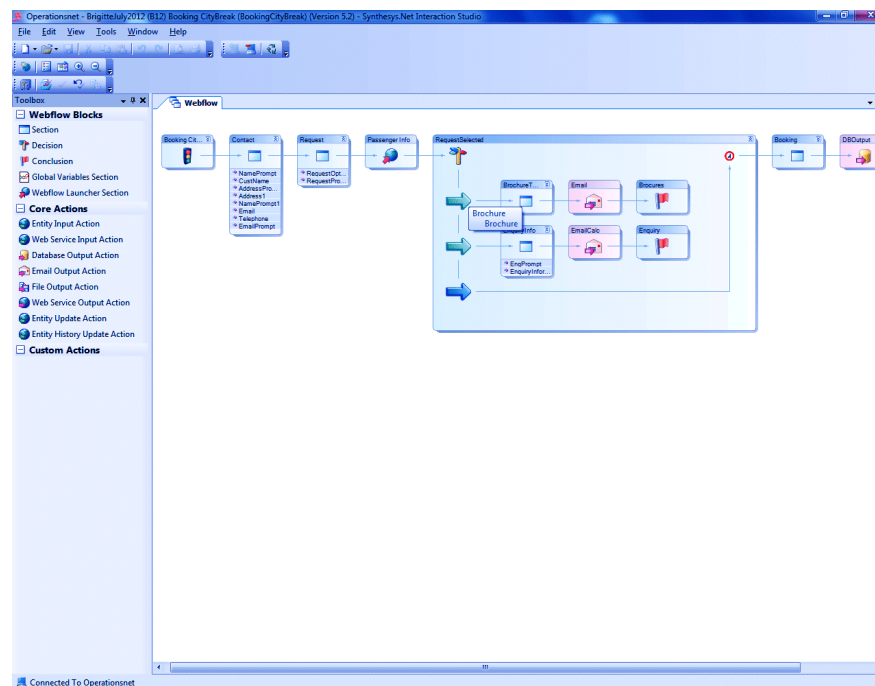 Operationsnet - BrigitteJuly2012 (B12) Booking CityBreak (BookingCityBreak) (Version 5.2) - Synthesys.Net Interaction Studio
File Edit View Tools Window Help
Toolbox
Webflow
Webflow Blocks
Section
Decision
Conclusion
Global Variables Section
Webflow Launcher Section
Core Actions
Entity Input Action
Web Service Input Action
Database Output Action
Email Output Action
File Output Action
Web Service Output Action
Entity Update Action
Entity History Update Action
Custom Actions
Booking Cit...
Contact
NamePrompt
CustName
AddressPro...
Address1
NamePrompt1
Email
Telephone
EmailPrompt
Request
RequestOpt...
RequestPro...
Passenger Info
RequestSelected
BrochureT...
Email
Brocures
Brochure
Brochure
EmailCalc
Enquiry
EnqPrompt
EnquiryInfor...
Booking
DBOutput
Connected To Operationsnet